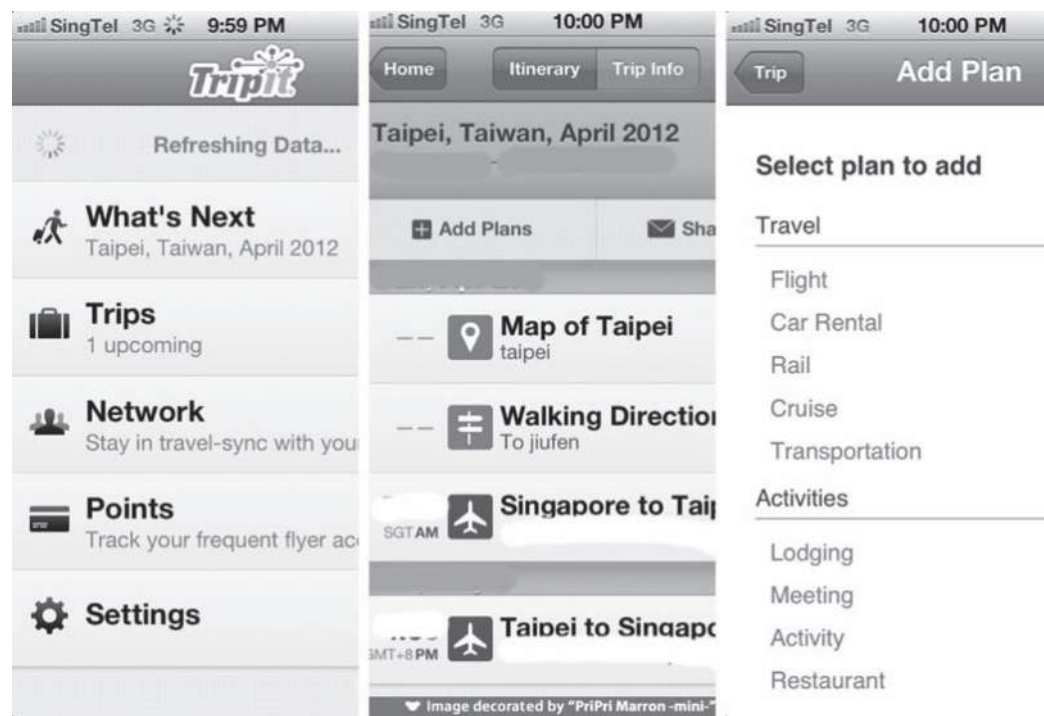 SingTel 3G 9:59 PM
TripIt
Refreshing Data...
What's Next
Taipei, Taiwan, April 2012
Trips
1 upcoming
Network
Stay in travel-sync with you
Points
Track your frequent flyer ac
Settings
SingTel 3G 10:00 PM
Home Itinerary Trip Info
Taipei, Taiwan, April 2012
Add Plans Sha
Map of Taipei
taipei
Walking Direction
To jiufen
Singapore to Taip
SGT AM
Taipei to Singapo
GMT+8 PM
Image decorated by "PriPri Marron -mini-"
SingTel 3G 10:00 PM
Trip Add Plan
Select plan to add
Travel
Flight
Car Rental
Rail
Cruise
Transportation
Activities
Lodging
Meeting
Activity
Restaurant